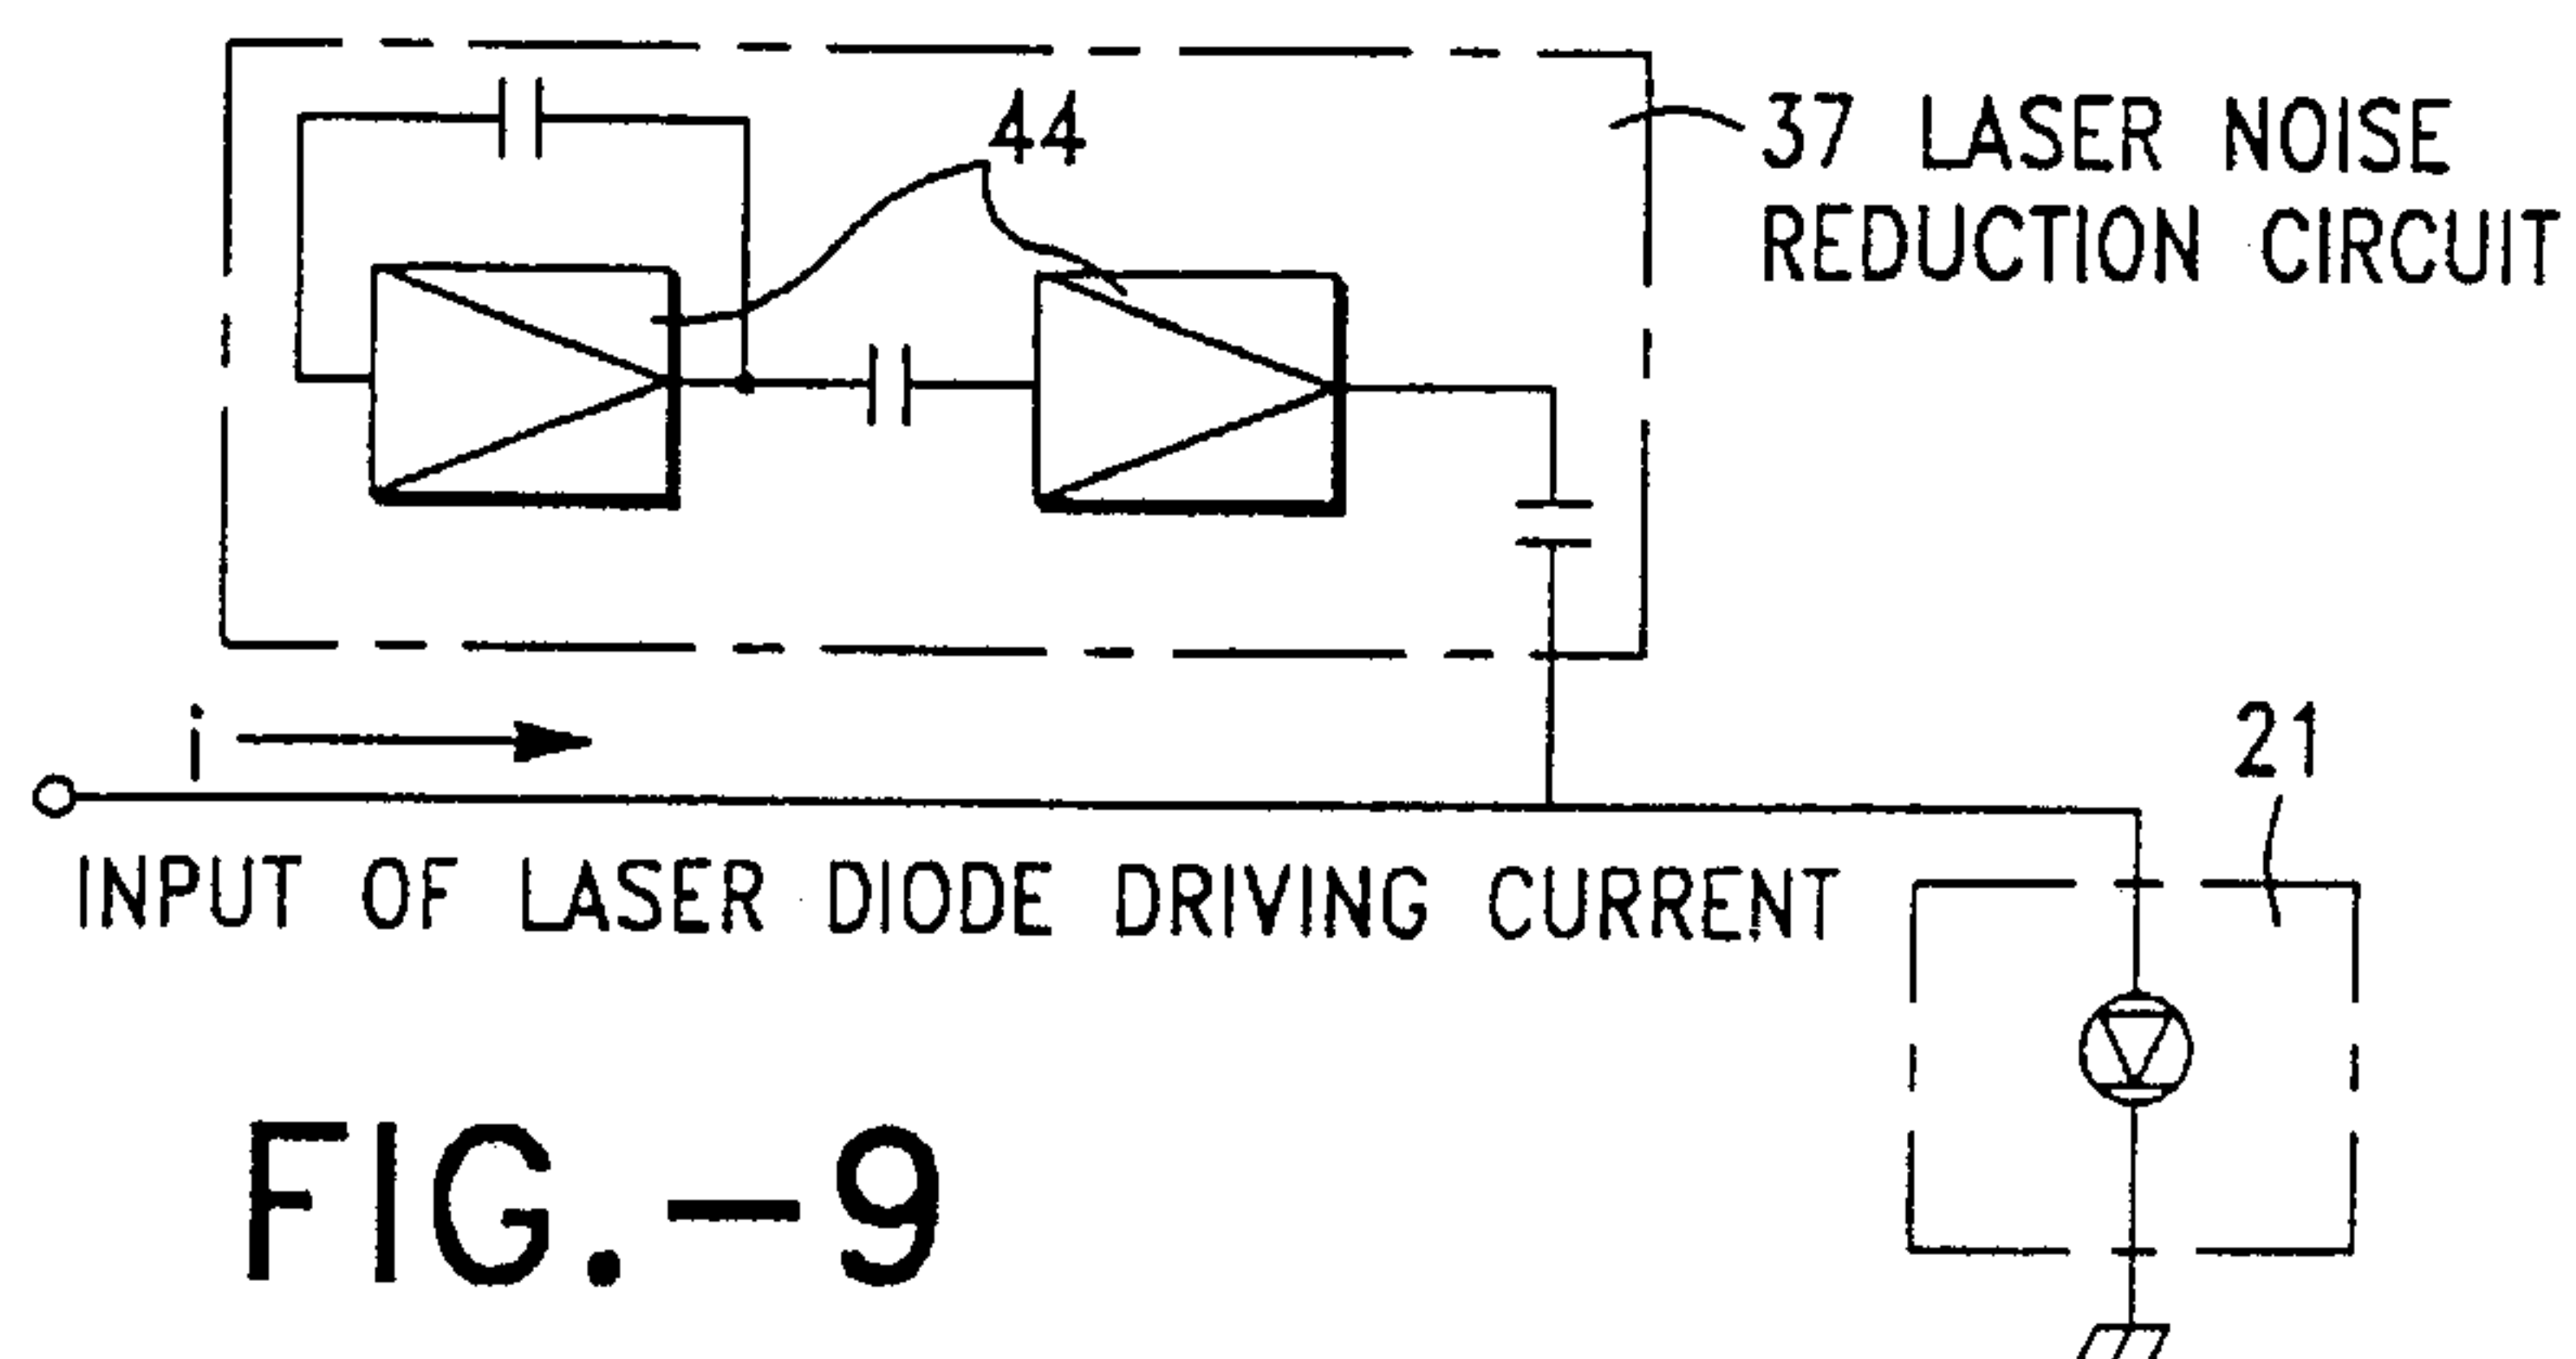 44
37 LASER NOISE
REDUCTION CIRCUIT
i
21
INPUT OF LASER DIODE DRIVING CURRENT
FIG.-9